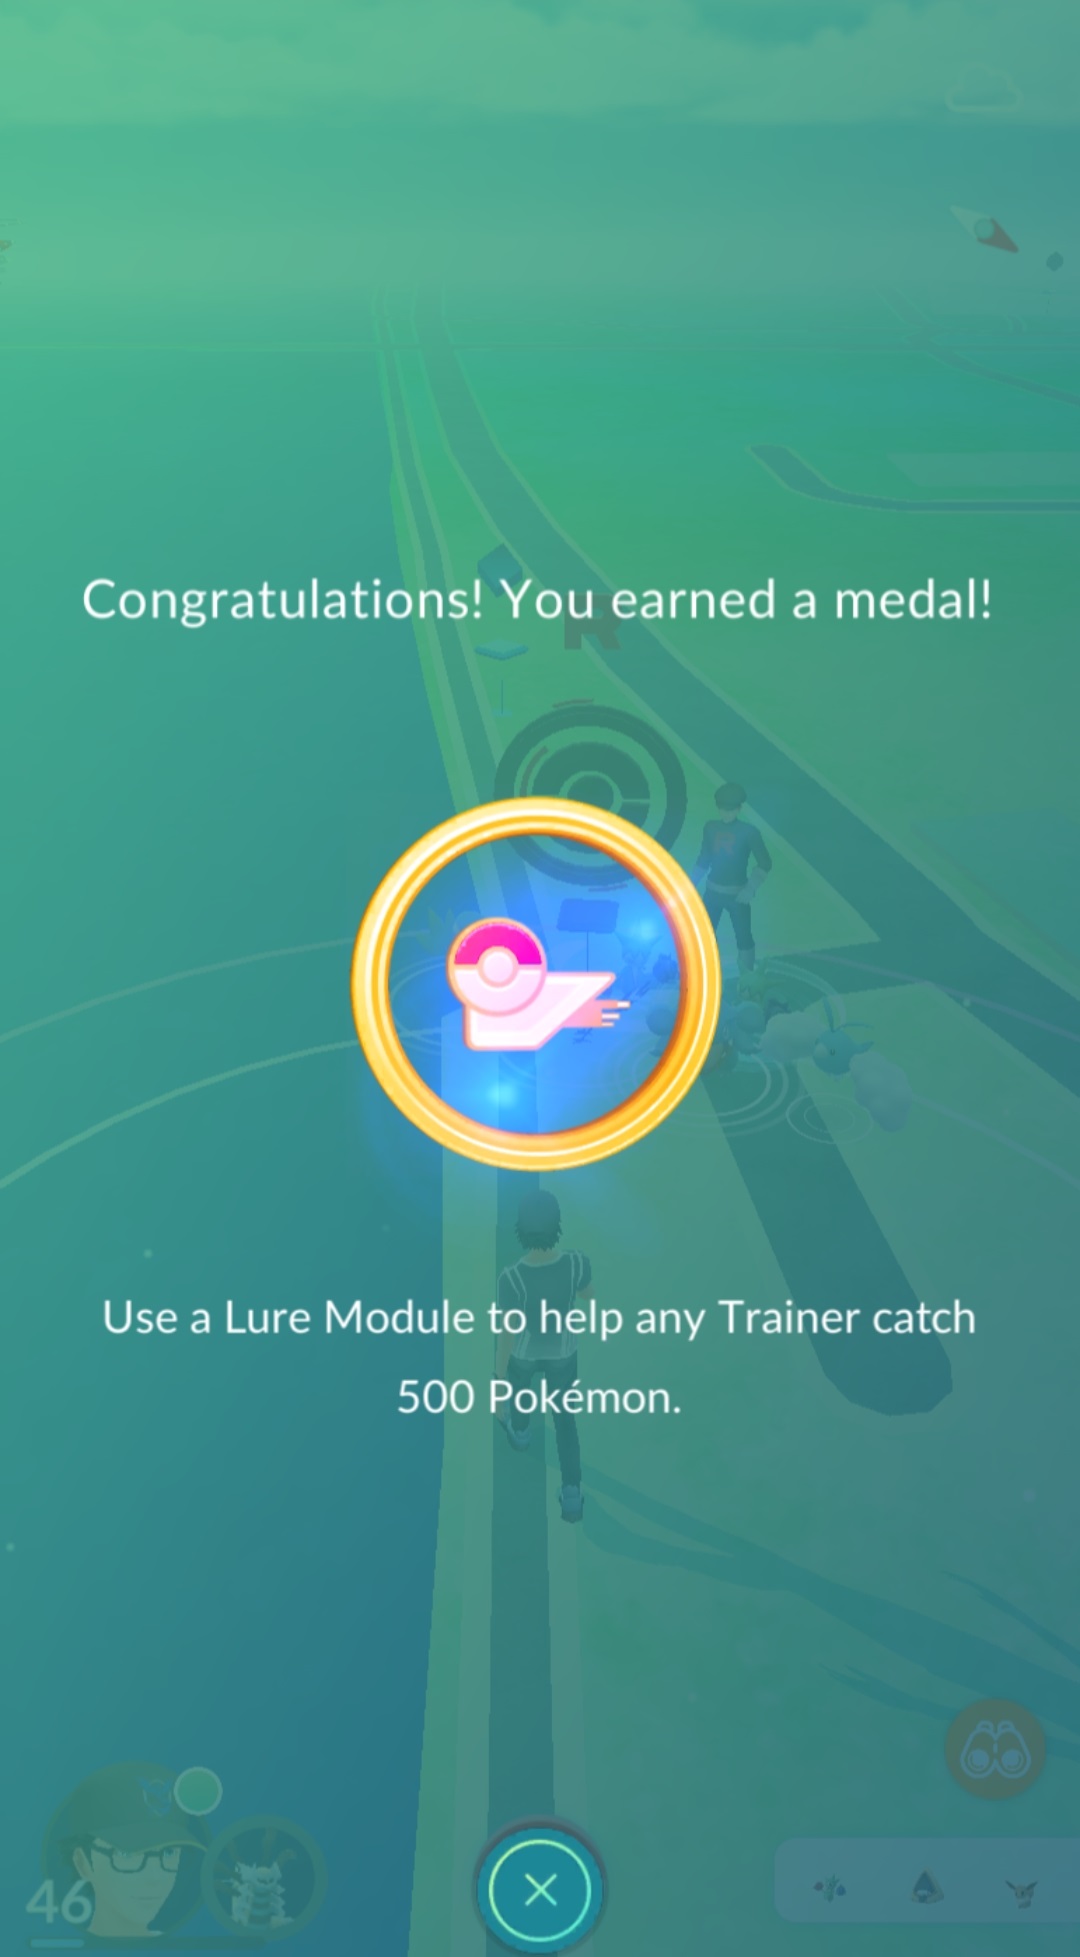 Congratulations! You earned a medal!
R
R
Use a Lure Module to help any Trainer catch
500 Pokémon.
46